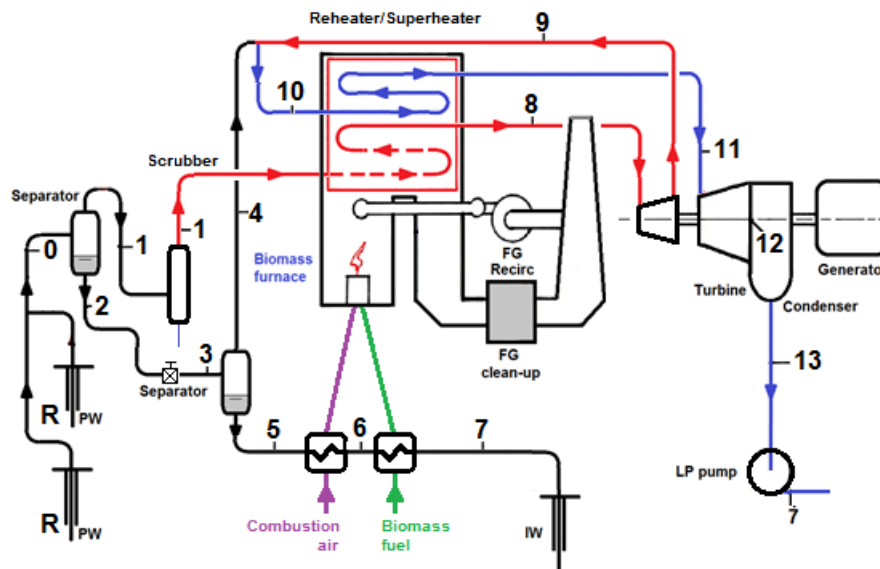 Reheater/Superheater
9
10
8
11
Scrubber
Separator
0
1
1
4
Biomass
furnace
FG
Recirc
12
Turbine
Generator
Condenser
2
3
Separator
FG
clean-up
13
R
PW
5
6
7
LP pump
R
PW
Combustion
air
Biomass
fuel
IW
7